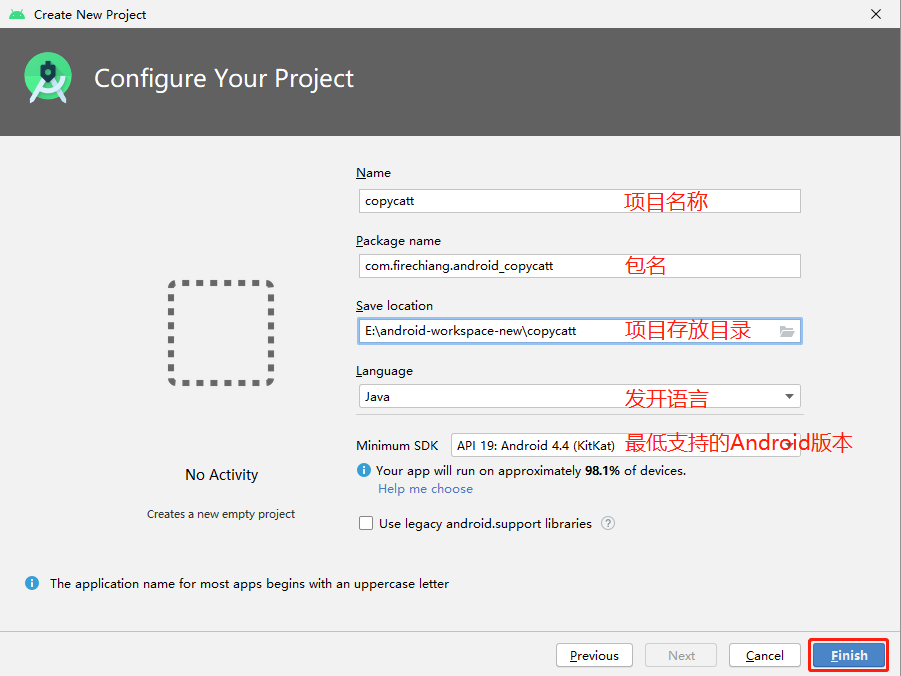 Create New Project
Configure Your Project
Name
copycatt 项目名称
Package name
com.firechiang.android_copycatt 包名
Save location
E:\android-workspace-new\copycatt 项目存放目录
Language
Java 发开语言
Minimum SDK API 19: Android 4.4 (KitKat) 最低支持的Android版本
Your app will run on approximately 98.1% of devices.
Help me choose
Use legacy android.support libraries ?
No Activity
Creates a new empty project
The application name for most apps begins with an uppercase letter
Previous Next Cancel Finish